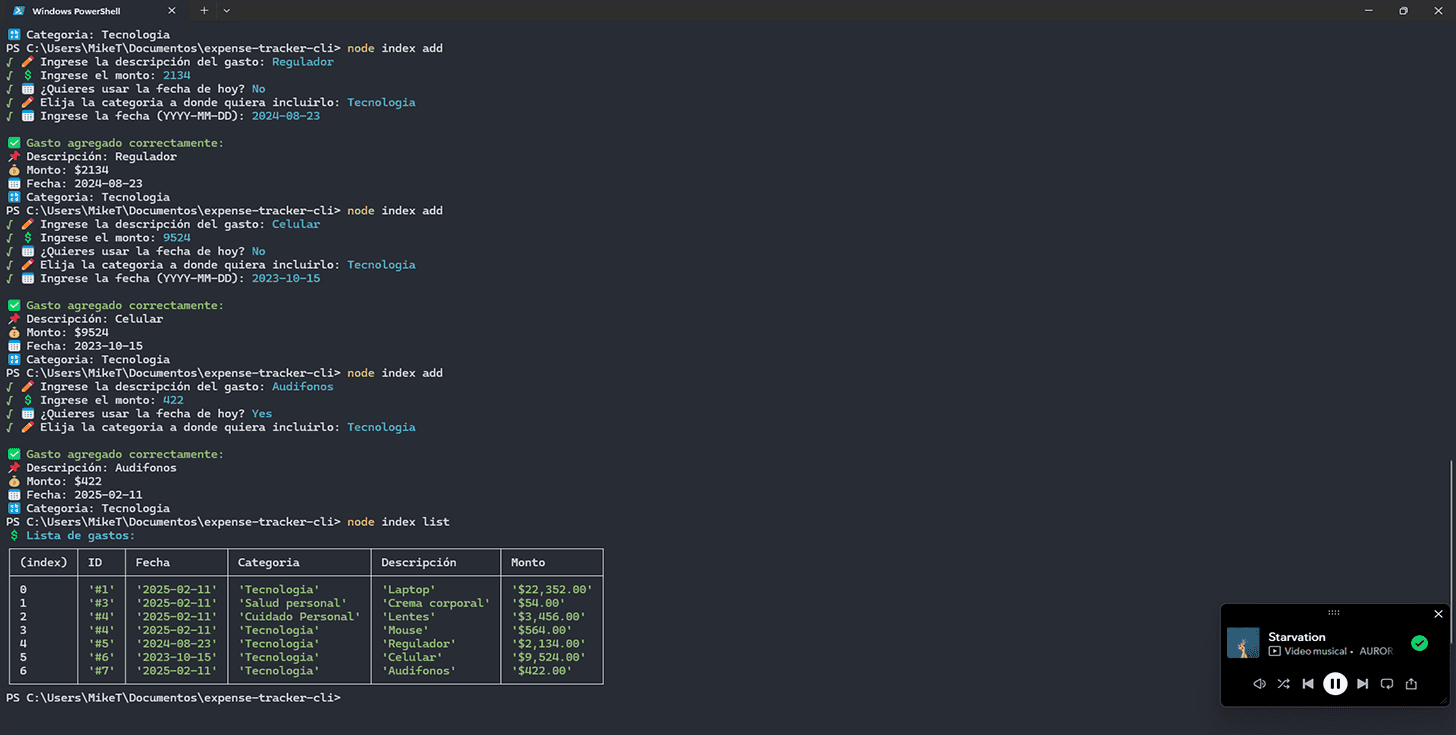 Windows PowerShell
Categoria: Tecnologia
PS C:\Users\MikeT\Documentos\expense-tracker-cli> node index add
√ Ingrese la descripción del gasto: Regulador
√ $ Ingrese el monto: 2134
√ ¿Quieres usar la fecha de hoy? No
√ Elija la categoria a donde quiera incluirlo: Tecnologia
√ Ingrese la fecha (YYYY-MM-DD): 2024-08-23
Gasto agregado correctamente:
Descripción: Regulador
Monto: $2134
Fecha: 2024-08-23
Categoria: Tecnologia
PS C:\Users\MikeT\Documentos\expense-tracker-cli> node index add
√ Ingrese la descripción del gasto: Celular
√ $ Ingrese el monto: 9524
√ ¿Quieres usar la fecha de hoy? No
√ Elija la categoria a donde quiera incluirlo: Tecnologia
√ Ingrese la fecha (YYYY-MM-DD): 2023-10-15
Gasto agregado correctamente:
Descripción: Celular
Monto: $9524
Fecha: 2023-10-15
Categoria: Tecnologia
PS C:\Users\MikeT\Documentos\expense-tracker-cli> node index add
√ Ingrese la descripción del gasto: Audifonos
√ $ Ingrese el monto: 422
√ ¿Quieres usar la fecha de hoy? Yes
√ Elija la categoria a donde quiera incluirlo: Tecnologia
Gasto agregado correctamente:
Descripción: Audifonos
Monto: $422
Fecha: 2025-02-11
Categoria: Tecnologia
PS C:\Users\MikeT\Documentos\expense-tracker-cli> node index list
$ Lista de gastos:
(index) ID Fecha Categoria Descripción Monto
0 '#1' '2025-02-11' 'Tecnologia' 'Laptop' '$22,352.00'
1 '#3' '2025-02-11' 'Salud personal' 'Crema corporal' '$54.00'
2 '#4' '2025-02-11' 'Cuidado Personal' 'Lentes' '$3,456.00'
3 '#4' '2025-02-11' 'Tecnologia' 'Mouse' '$564.00'
4 '#5' '2024-08-23' 'Tecnologia' 'Regulador' '$2,134.00'
5 '#6' '2023-10-15' 'Tecnologia' 'Celular' '$9,524.00'
6 '#7' '2025-02-11' 'Tecnologia' 'Audifonos' '$422.00'
PS C:\Users\MikeT\Documentos\expense-tracker-cli>
Starvation
Video musical • AUROR